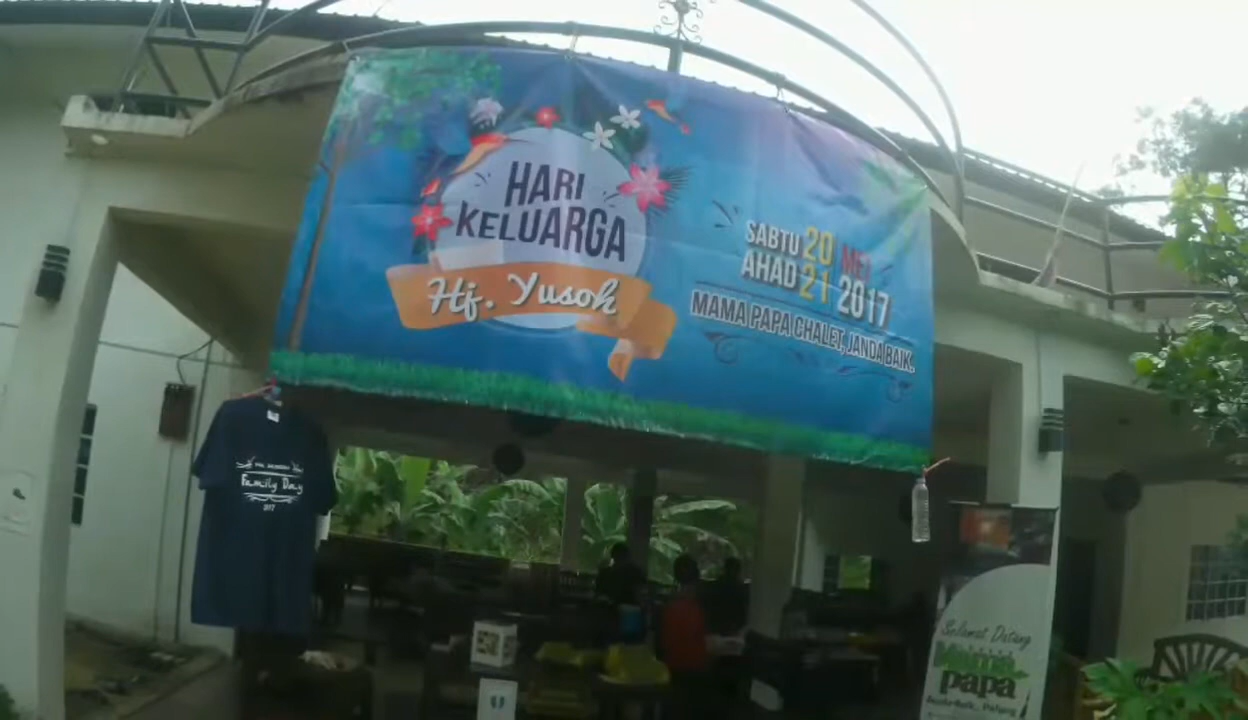 HARI
KELUARGA
Hj. Yusoh
SABTU 20 MEI
AHAD 21 2017
MAMA PAPA CHALET, JANDA BAIK.
Family Day
2017
Selamat Datang
Mama
papa